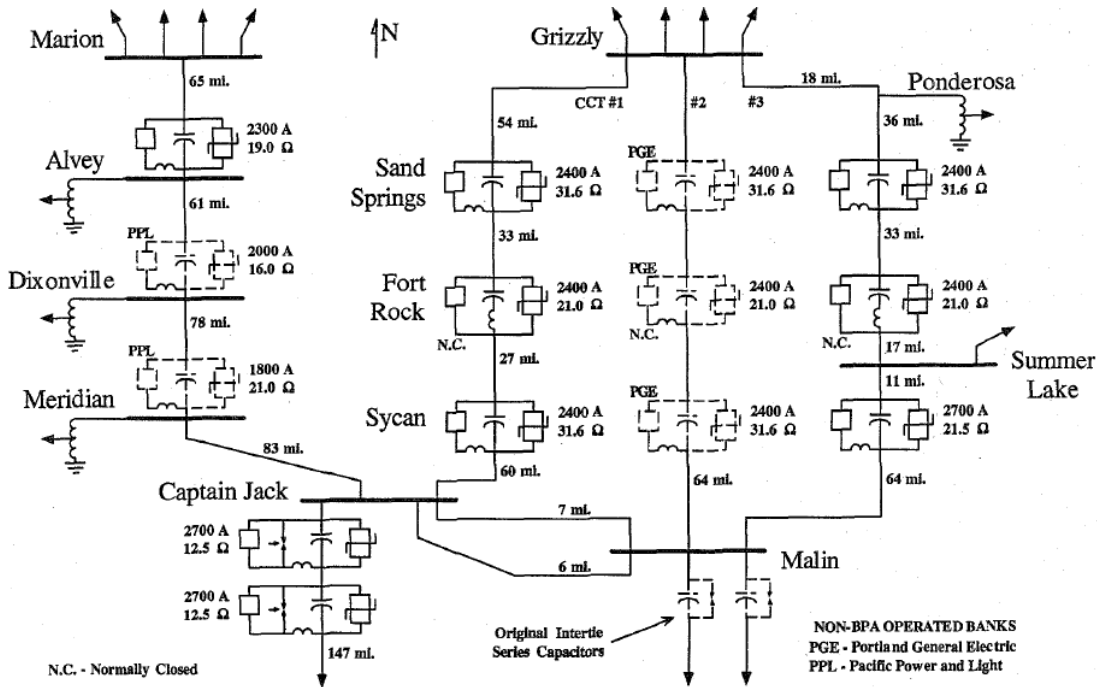 Marion
N
Grizzly
65 mi.
CCT #1
#2
#3
18 mi.
Ponderosa
54 mi.
36 mi.
2300 A
19.0 Ω
Alvey
Sand
Springs
2400 A
31.6 Ω
PGE
2400 A
31.6 Ω
2400 A
31.6 Ω
61 mi.
33 mi.
33 mi.
PPL
2000 A
16.0 Ω
Dixonville
Fort
Rock
2400 A
21.0 Ω
PGE
2400 A
21.0 Ω
2400 A
21.0 Ω
78 mi.
N.C.
N.C.
N.C.
27 mi.
17 mi.
Summer
Lake
11 mi.
PPL
1800 A
21.0 Ω
Meridian
Sycan
2400 A
31.6 Ω
PGE
2400 A
31.6 Ω
2700 A
21.5 Ω
83 mi.
60 mi.
64 mi.
64 mi.
Captain Jack
7 mi.
2700 A
12.5 Ω
6 mi.
Malin
2700 A
12.5 Ω
147 mi.
Original Intertie
Series Capacitors
NON-BPA OPERATED BANKS
PGE - Portland General Electric
PPL - Pacific Power and Light
N.C. - Normally Closed